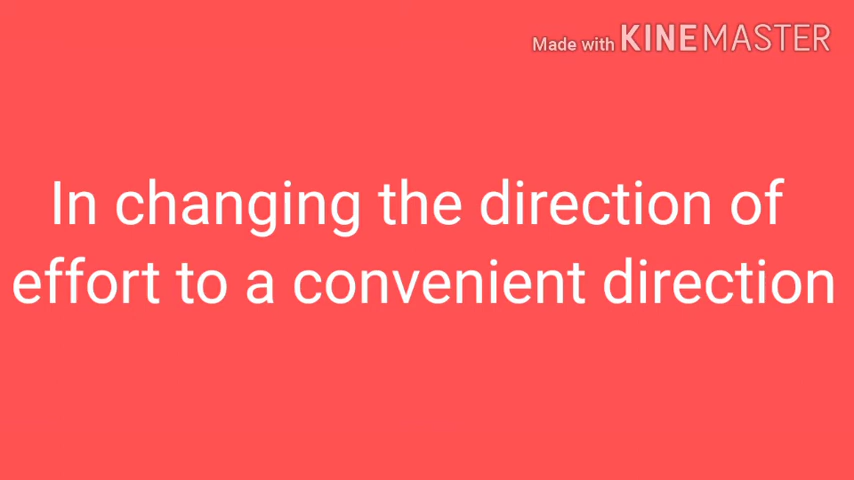 Made with KINEMASTER
In changing the direction of
effort to a convenient direction